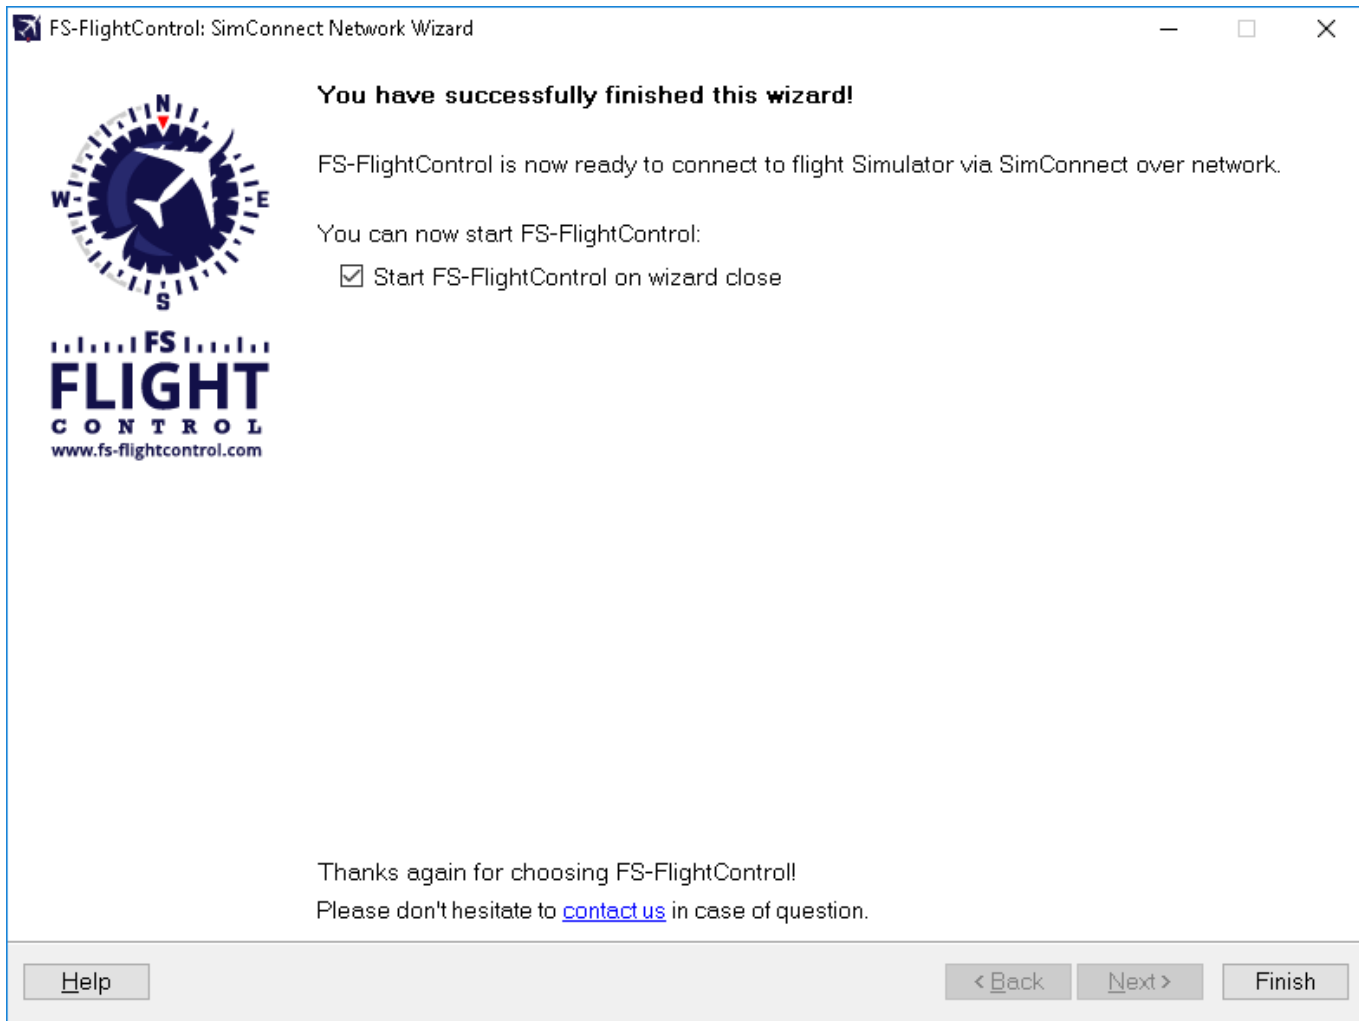 FS-FlightControl: SimConnect Network Wizard
N
W E
S
FS
FLIGHT
CONTROL
www.fs-flightcontrol.com
You have successfully finished this wizard!
FS-FlightControl is now ready to connect to flight Simulator via SimConnect over network.
You can now start FS-FlightControl:
Start FS-FlightControl on wizard close
Thanks again for choosing FS-FlightControl!
Please don't hesitate to contact us in case of question.
Help < Back Next > Finish